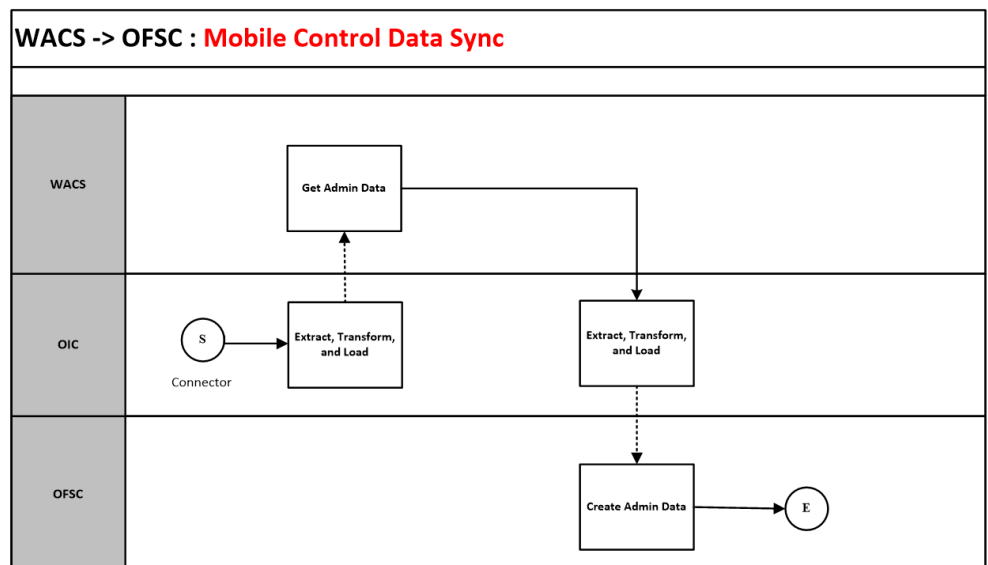 WACS -> OFSC : Mobile Control Data Sync
WACS
Get Admin Data
OIC
S
Connector
Extract, Transform,
and Load
Extract, Transform,
and Load
OFSC
Create Admin Data
E